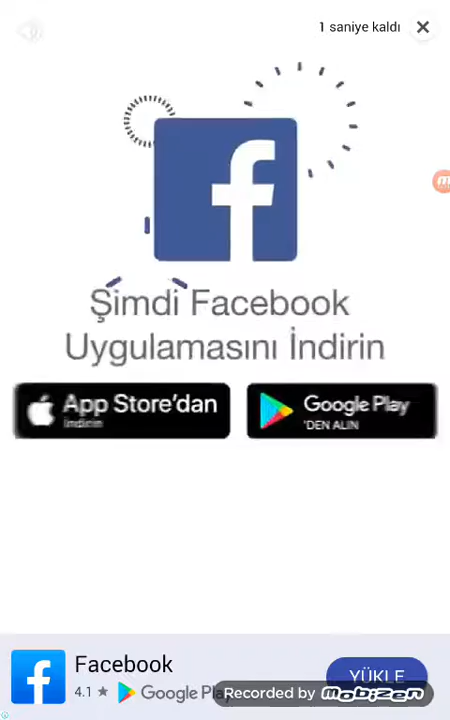 1 saniye kaldı
Şimdi Facebook
Uygulamasını İndirin
App Store’dan
İndirin
Google Play
'DEN ALIN
Facebook
4.1 ★ Google Play
YÜKLE
Recorded by mobizen